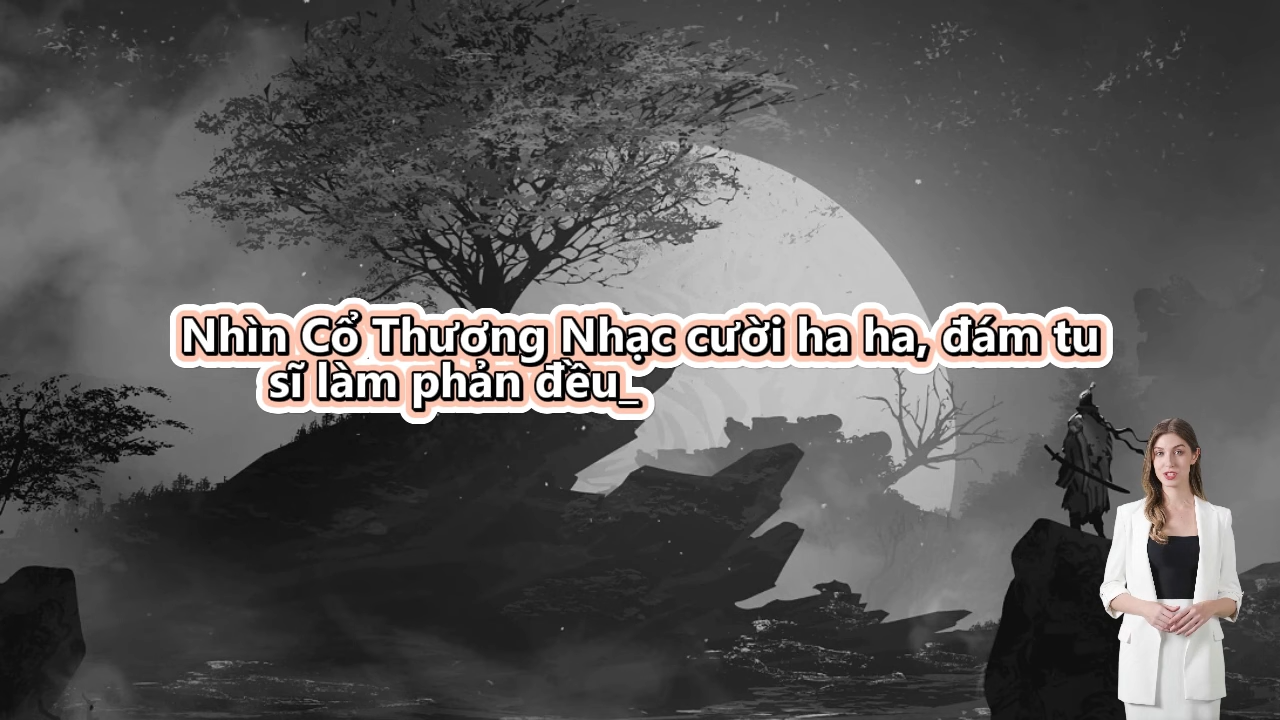 Nhìn Cổ Thương Nhạc cười ha ha, đám tu
sĩ làm phản đều_